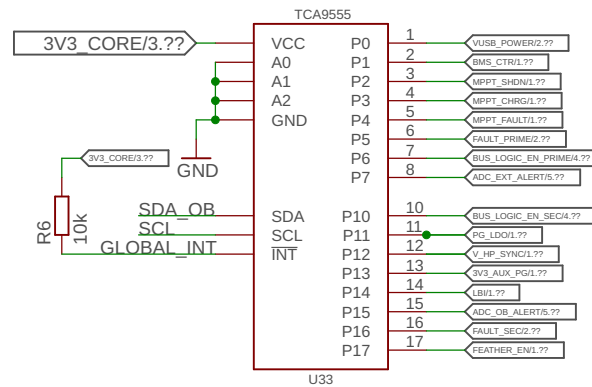 TCA9555
3V3_CORE/3.??
VCC
P0
1
VUSB_POWER/2.??
A0
P1
2
BMS_CTR/1.??
A1
P2
3
MPPT_SHDN/1.??
A2
P3
4
MPPT_CHRG/1.??
GND
P4
5
MPPT_FAULT/1.??
P5
6
FAULT_PRIME/2.??
3V3_CORE/3.??
GND
P6
7
BUS_LOGIC_EN_PRIME/4.??
P7
8
ADC_EXT_ALERT/5.??
R6
10k
SDA_OB
SDA
P10
10
BUS_LOGIC_EN_SEC/4.??
SCL
SCL
P11
11
PG_LDO/1.??
GLOBAL_INT
INT
P12
12
V_HP_SYNC/1.??
P13
13
3V3_AUX_PG/1.??
P14
14
LBI/1.??
P15
15
ADC_OB_ALERT/5.??
P16
16
FAULT_SEC/2.??
P17
17
FEATHER_EN/1.??
U33